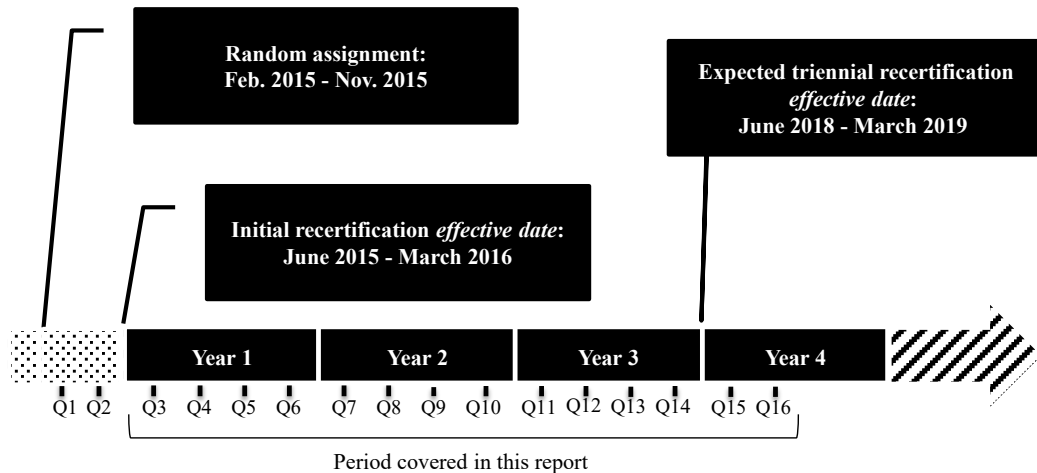 Random assignment:
Feb. 2015 - Nov. 2015
Expected triennial recertification
effective date:
June 2018 - March 2019
Initial recertification effective date:
June 2015 - March 2016
Year 1 Year 2 Year 3 Year 4
Q1 Q2 Q3 Q4 Q5 Q6 Q7 Q8 Q9 Q10 Q11 Q12 Q13 Q14 Q15 Q16
Period covered in this report